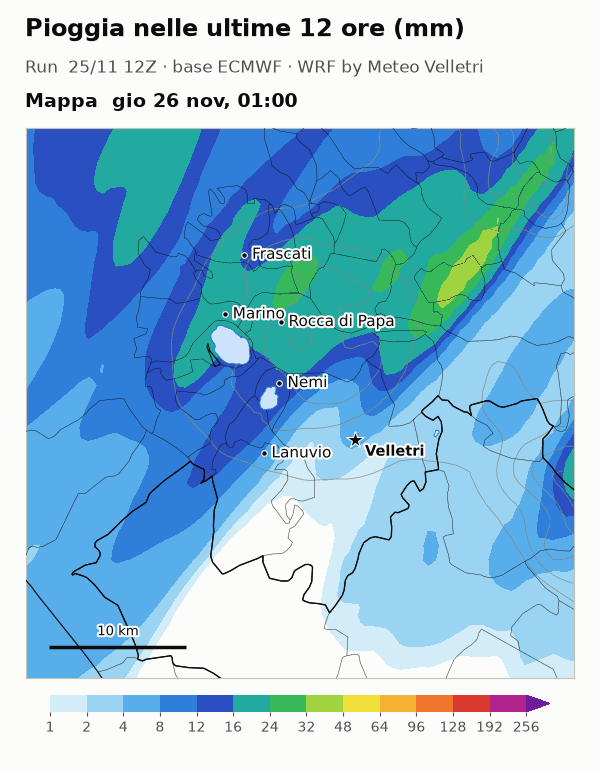 Pioggia nelle ultime 12 ore (mm)
Run  25/11 12Z · base ECMWF · WRF by Meteo Velletri
Mappa  gio 26 nov, 01:00
Frascati
Marino
Rocca di Papa
Nemi
Velletri
Lanuvio
10 km
1 2 4 8 12 16 24 32 48 64 96 128 192 256